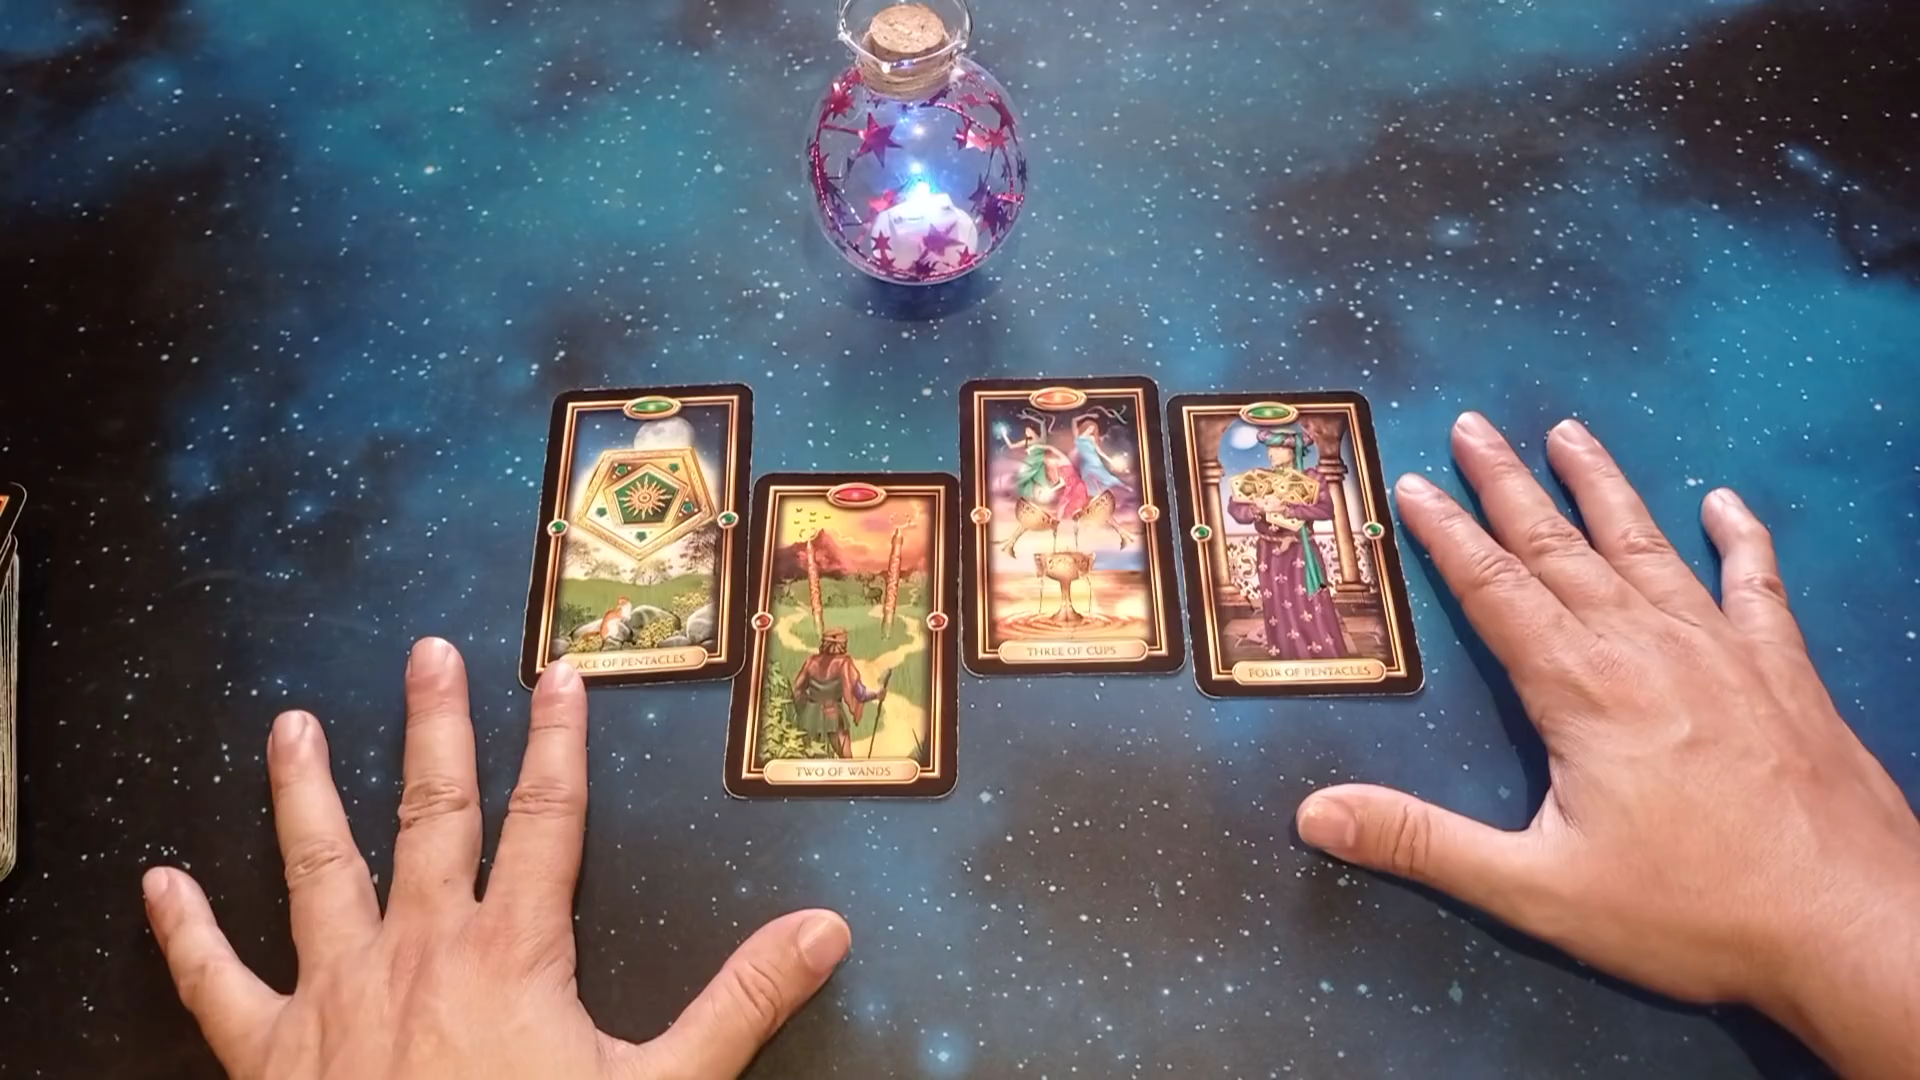 ACE OF PENTACLES
TWO OF WANDS
THREE OF CUPS
FOUR OF PENTACLES